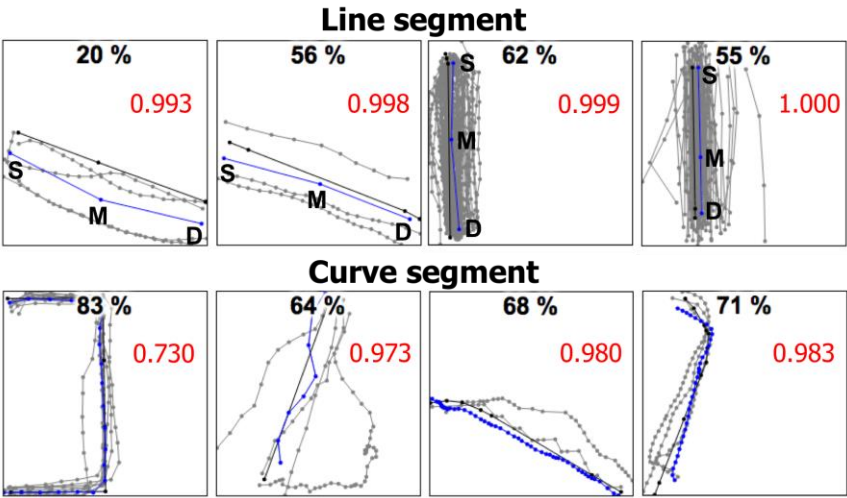 Line segment
20 % 56 % 62 % 55 %
0.993 0.998 0.999 1.000
S S S S
M M M M
D D D D
Curve segment
83 % 64 % 68 % 71 %
0.730 0.973 0.980 0.983